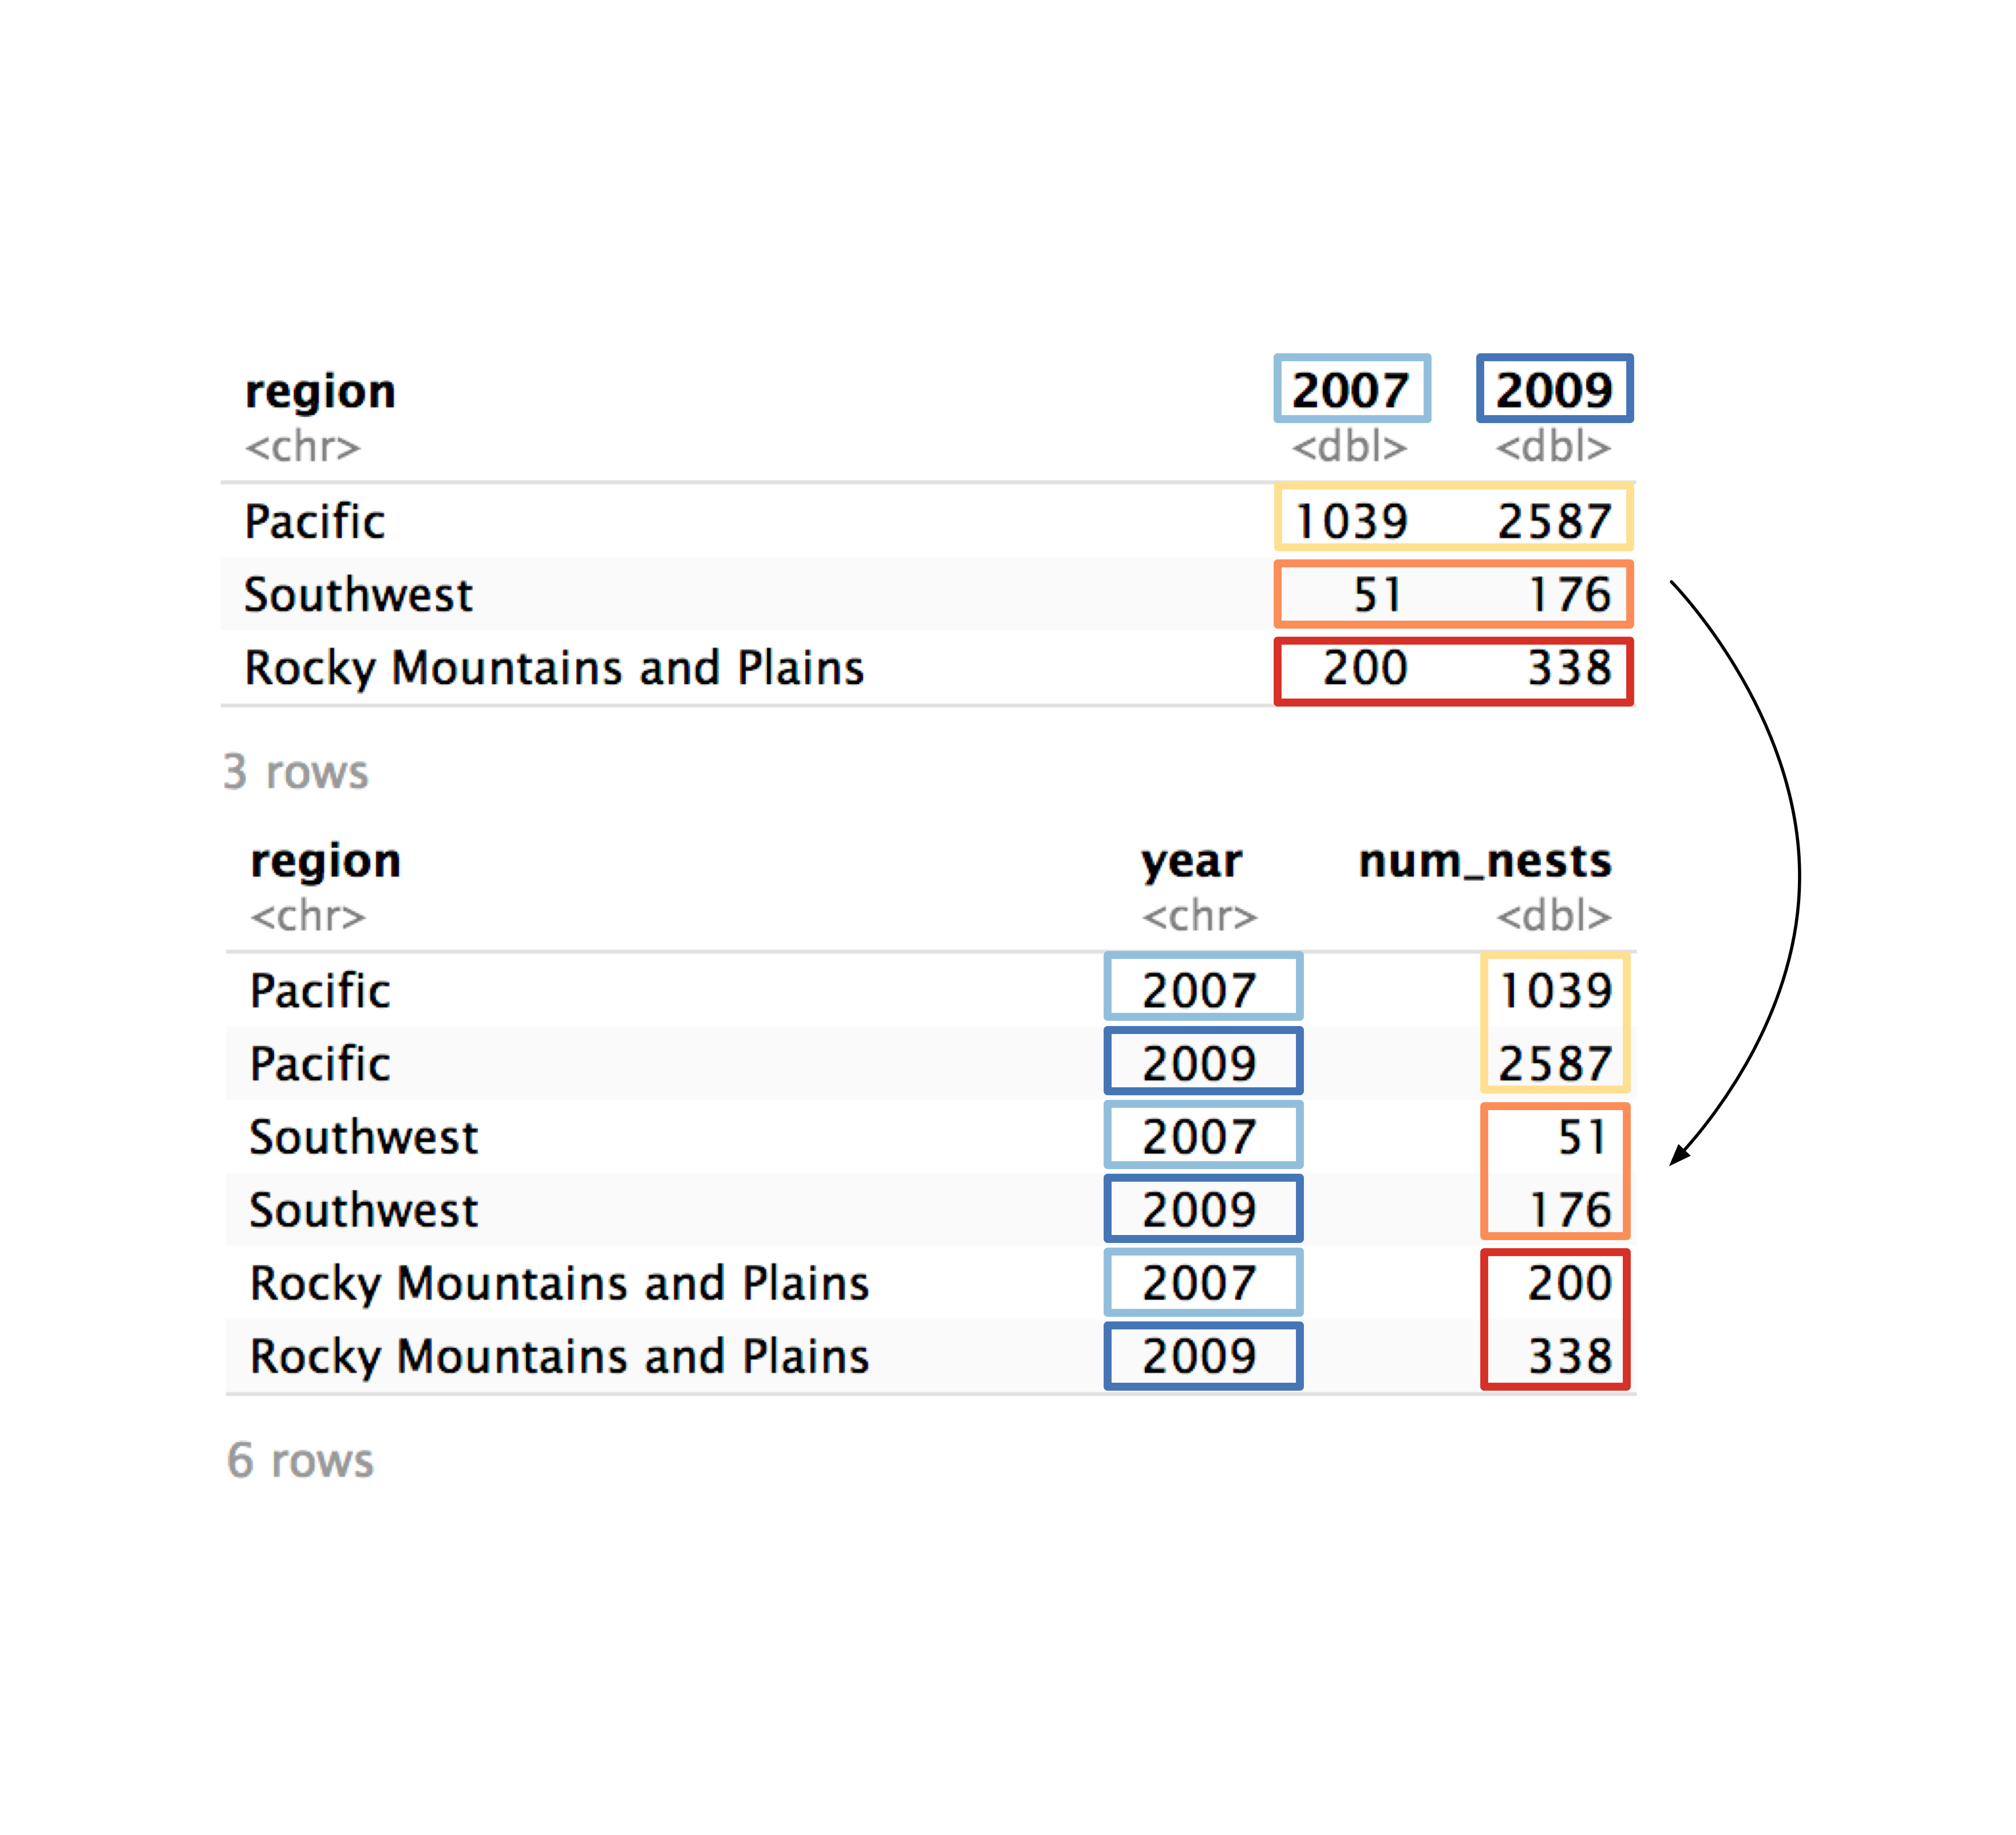 region 2007 2009
<chr> <dbl> <dbl>
Pacific 1039 2587
Southwest 51 176
Rocky Mountains and Plains 200 338
3 rows
region year num_nests
<chr> <chr> <dbl>
Pacific 2007 1039
Pacific 2009 2587
Southwest 2007 51
Southwest 2009 176
Rocky Mountains and Plains 2007 200
Rocky Mountains and Plains 2009 338
6 rows